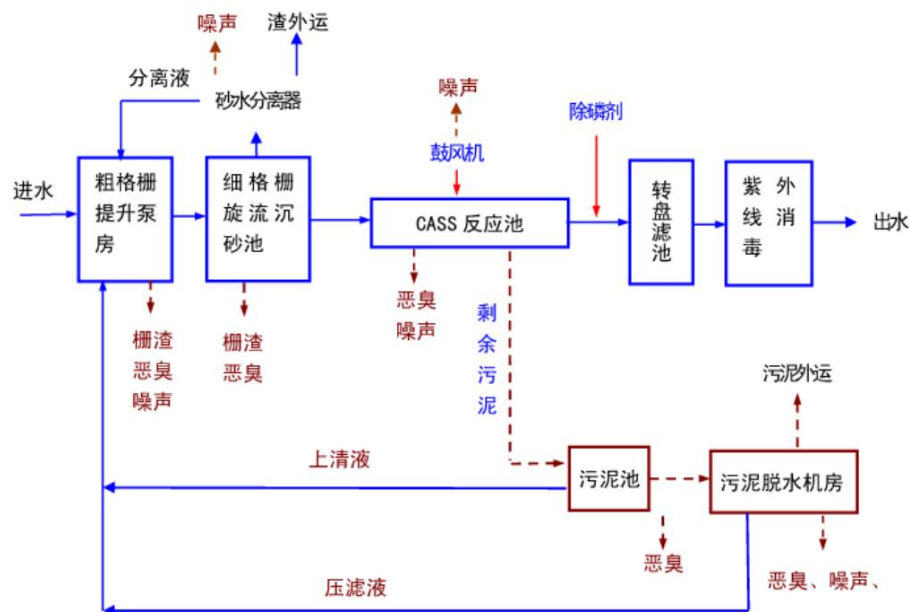 噪声
渣外运
分离液
砂水分离器
噪声
除磷剂
鼓风机
进水
粗格栅
提升泵
房
细格栅
旋流沉
砂池
CASS 反应池
转盘滤池
紫外
线消
毒
出水
栅渣
恶臭
噪声
栅渣
恶臭
恶臭
噪声
剩余污泥
污泥外运
上清液
污泥池
污泥脱水机房
恶臭
恶臭、噪声、
压滤液